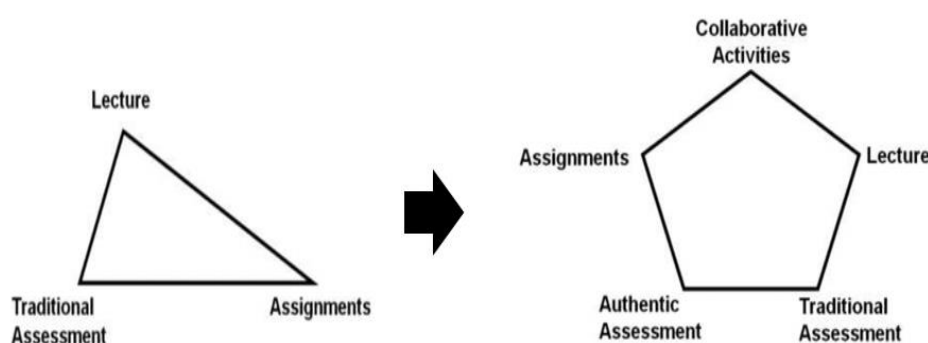 Lecture
Traditional
Assessment
Assignments
Collaborative
Activities
Assignments
Lecture
Authentic
Assessment
Traditional
Assessment